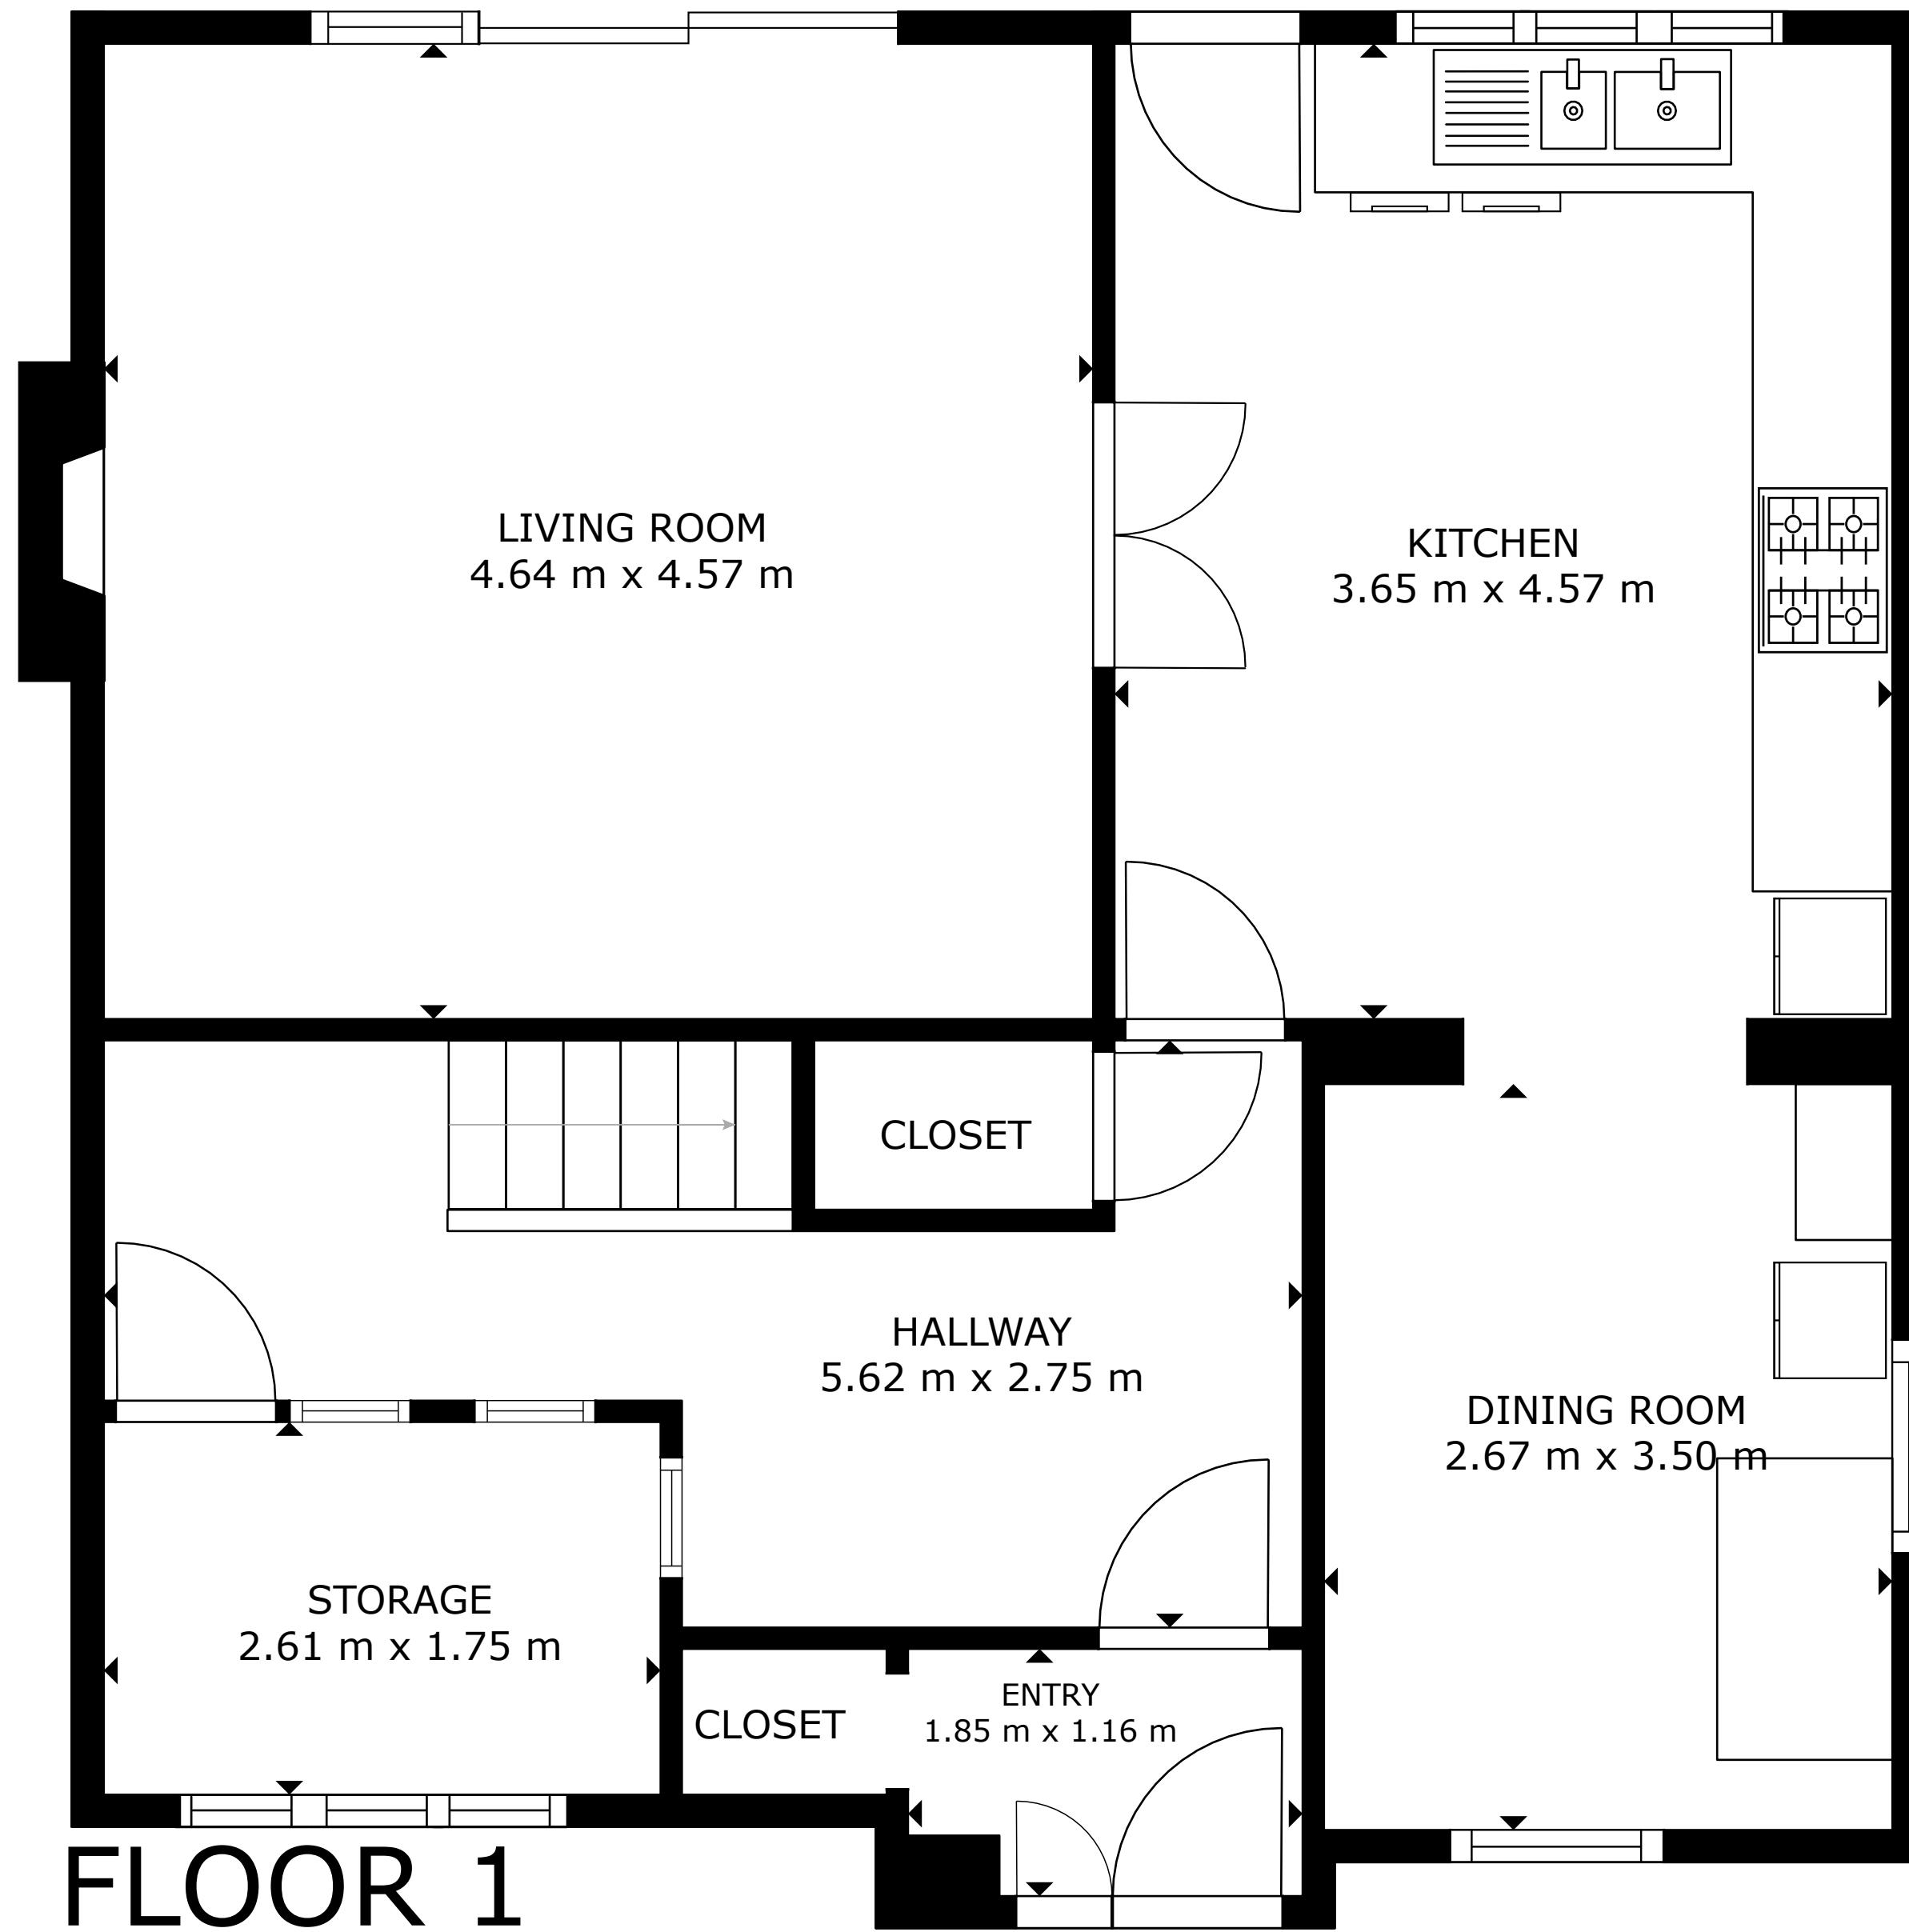 LIVING ROOM
4.64 m x 4.57 m
KITCHEN
3.65 m x 4.57 m
CLOSET
HALLWAY
5.62 m x 2.75 m
DINING ROOM
2.67 m x 3.50 m
STORAGE
2.61 m x 1.75 m
CLOSET
ENTRY
1.85 m x 1.16 m
FLOOR 1